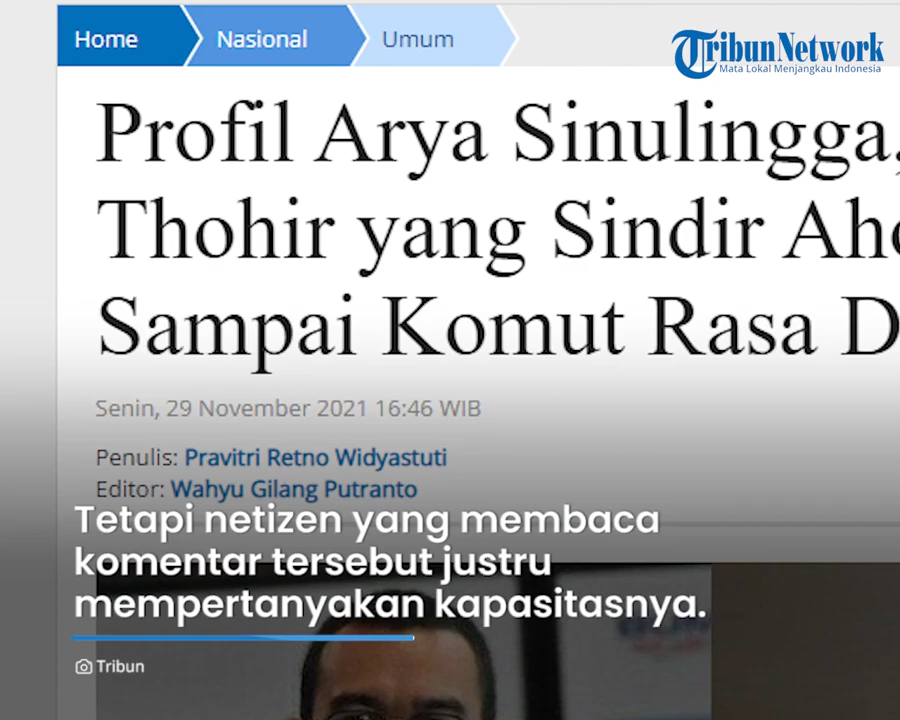 Home
Nasional
Umum
TribunNetwork
Mata Lokal Menjangkau Indonesia
Profil Arya Sinulingga,
Thohir yang Sindir
Sampai Komut Rasa
Senin, 29 November 2021 16:46 WIB
Penulis: Pravitri Retno Widyastuti
Editor: Wahyu Gilang Putranto
Tetapi netizen yang membaca
komentar tersebut justru
mempertanyakan kapasitasnya.
Tribun